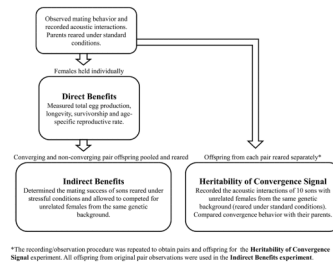 Observed mating behavior and
recorded acoustic interactions.
Parents reared under standard
conditions.
Females held individually
Direct Benefits
Measured total egg production,
longevity, survivorship and age-
specific reproductive rate.
Converging and non-converging pair offspring pooled and reared
Offspring from each pair reared separately*
Indirect Benefits
Determined the mating success of sons reared under
stressful conditions and allowed to compete for
unrelated females from the same genetic
background.
Heritability of Convergence Signal
Recorded the acoustic interactions of 10 sons with
unrelated females from the same genetic
background (reared under standard conditions).
Compared convergence behavior with their parents.
*The recording/observation procedure was repeated to obtain pairs and offspring for the Heritability of Convergence
Signal experiment. All offspring from original pair observations were used in the Indirect Benefits experiment.